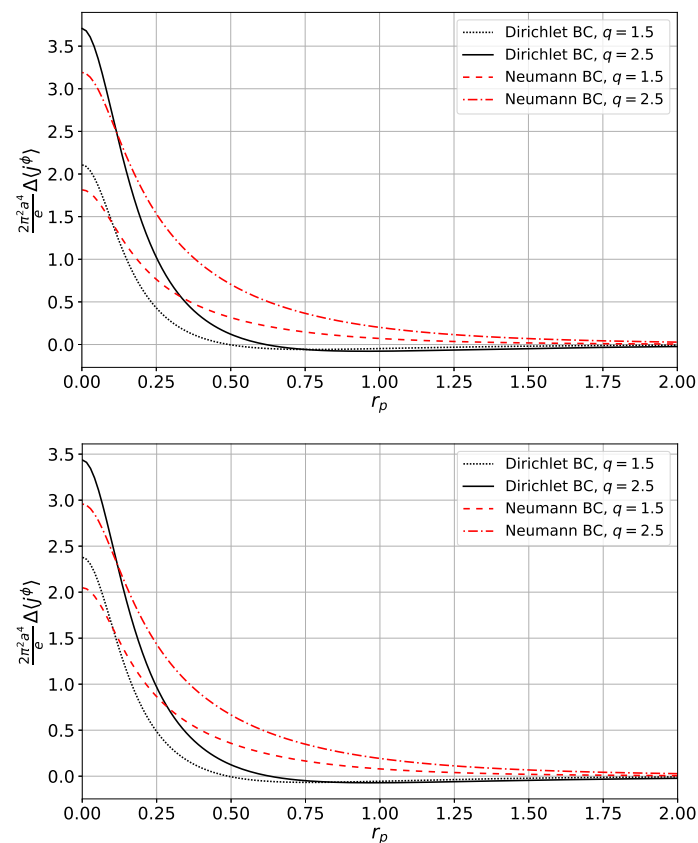 Dirichlet BC, q = 1.5
Dirichlet BC, q = 2.5
Neumann BC, q = 1.5
Neumann BC, q = 2.5
3.5
3.0
2.5
2.0
1.5
1.0
0.5
0.0
\frac{2π²a⁴}{e} Δ⟨j^ϕ⟩
0.00 0.25 0.50 0.75 1.00 1.25 1.50 1.75 2.00
r_p
Dirichlet BC, q = 1.5
Dirichlet BC, q = 2.5
Neumann BC, q = 1.5
Neumann BC, q = 2.5
3.5
3.0
2.5
2.0
1.5
1.0
0.5
0.0
\frac{2π²a⁴}{e} Δ⟨j^ϕ⟩
0.00 0.25 0.50 0.75 1.00 1.25 1.50 1.75 2.00
r_p